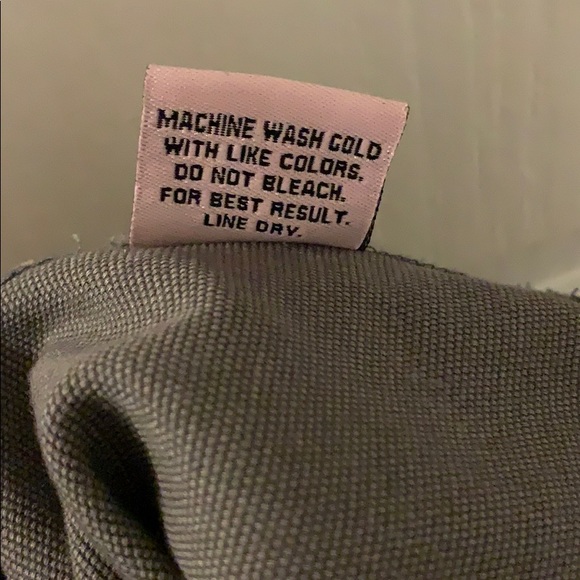 MACHINE WASH COLD
WITH LIKE COLORS.
DO NOT BLEACH.
FOR BEST RESULT.
LINE DRY.